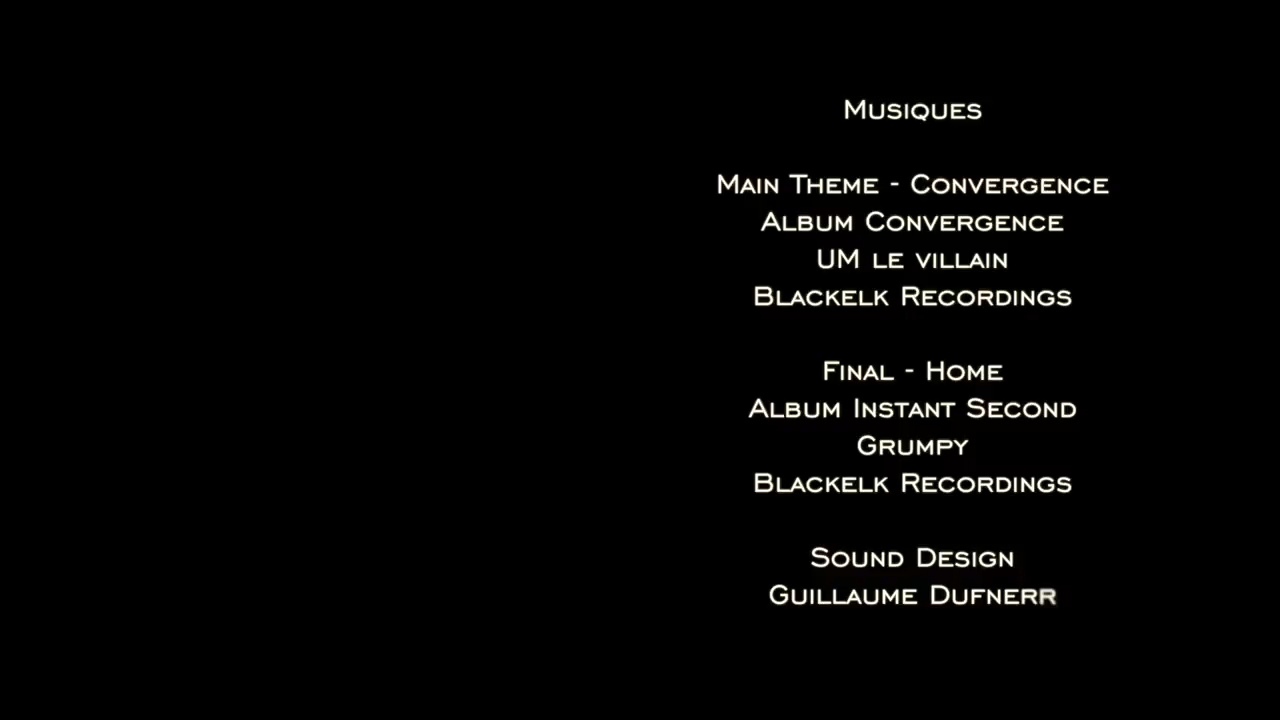 Musiques
Main Theme - Convergence
Album Convergence
UM le villain
Blackelk Recordings
Final - Home
Album Instant Second
Grumpy
Blackelk Recordings
Sound Design
Guillaume Dufnerr